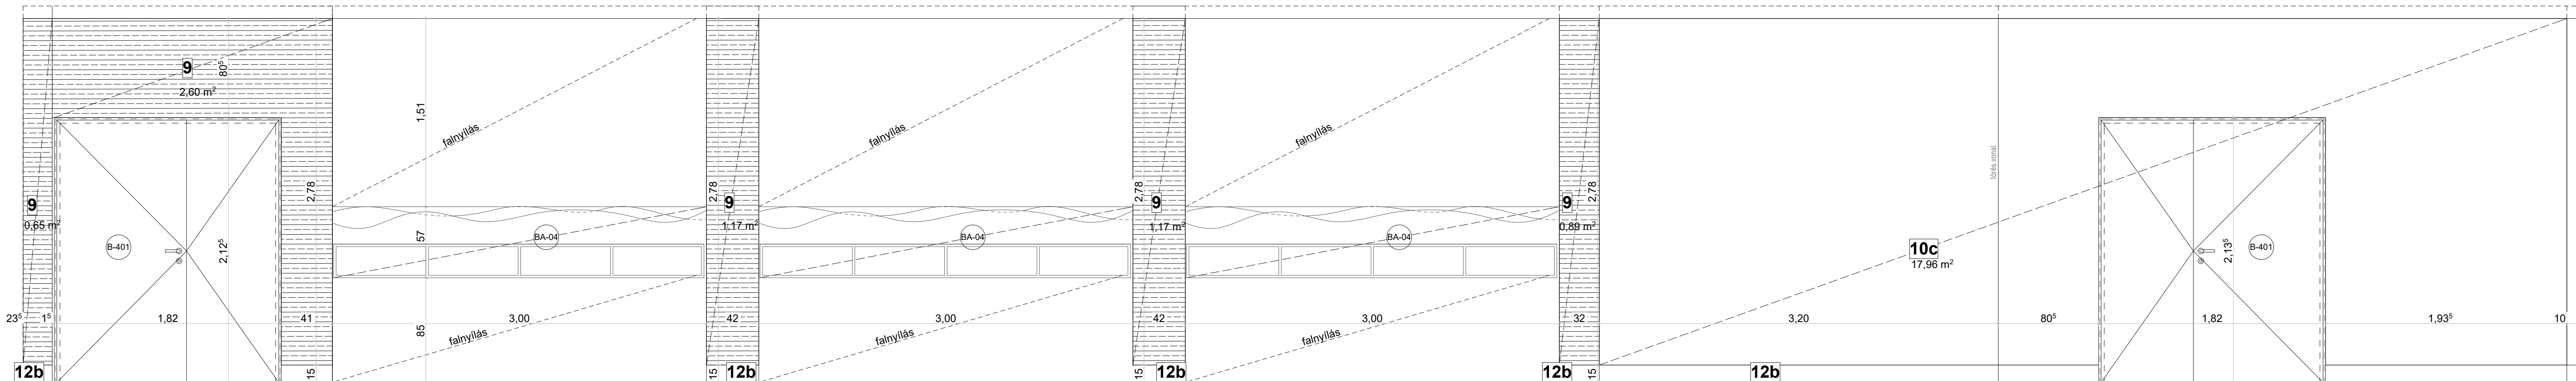 9
80⁵
2,60 m²
9
0,65 m²
B-401
2,12⁵
23⁵
1⁵
1,82
41
2,78
15
12b
1,51
falnyílás
57
BA-04
3,00
85
falnyílás
2,78
9
1,17 m²
42
15
12b
falnyílás
BA-04
3,00
falnyílás
2,78
9
1,17 m²
42
15
12b
falnyílás
BA-04
3,00
falnyílás
9
2,78
0,89 m²
32
15
12b
10c
17,96 m²
3,20
12b
törés vonal
80⁵
2,13⁵
B-401
1,82
1,93⁵
10